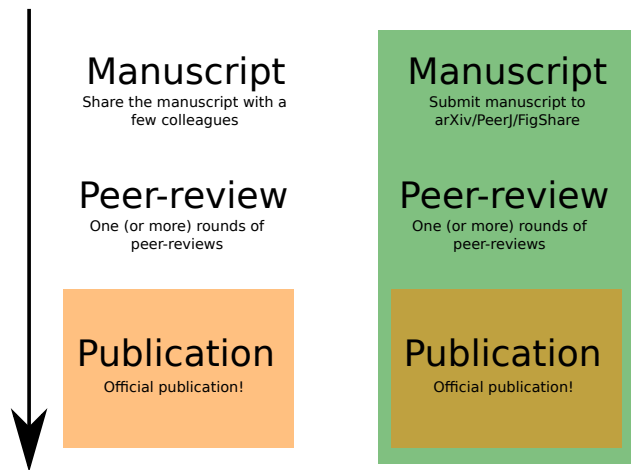 Manuscript
Share the manuscript with a
few colleagues
Peer-review
One (or more) rounds of
peer-reviews
Publication
Official publication!
Manuscript
Submit manuscript to
arXiv/PeerJ/FigShare
Peer-review
One (or more) rounds of
peer-reviews
Publication
Official publication!